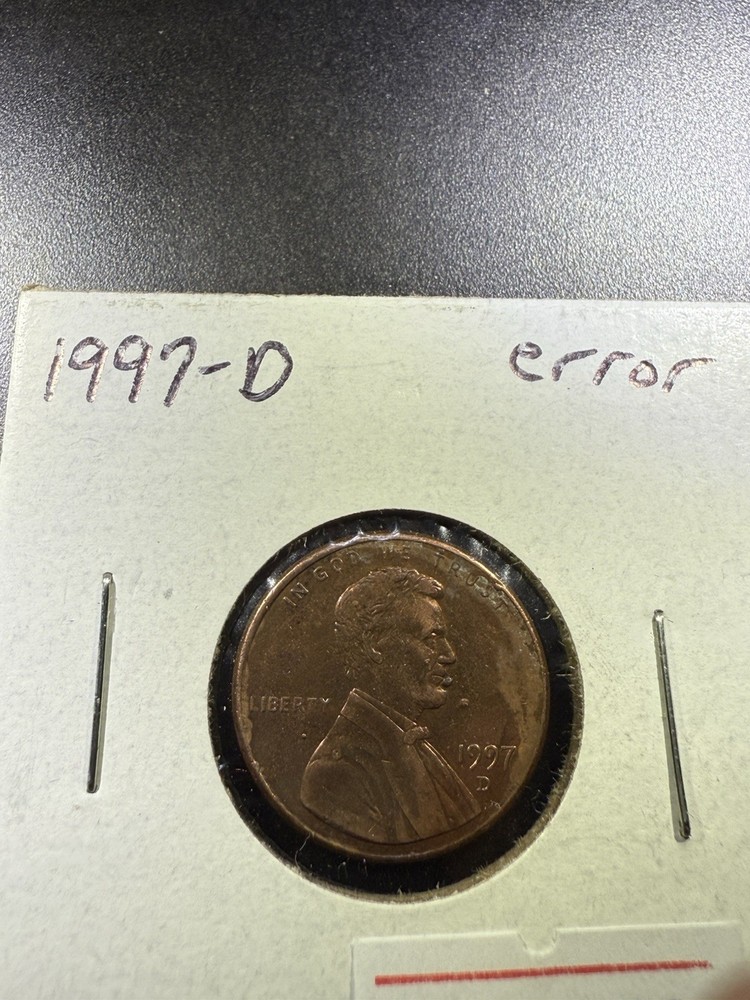 1997-D error
IN GOD WE TRUST
LIBERTY
1997
D